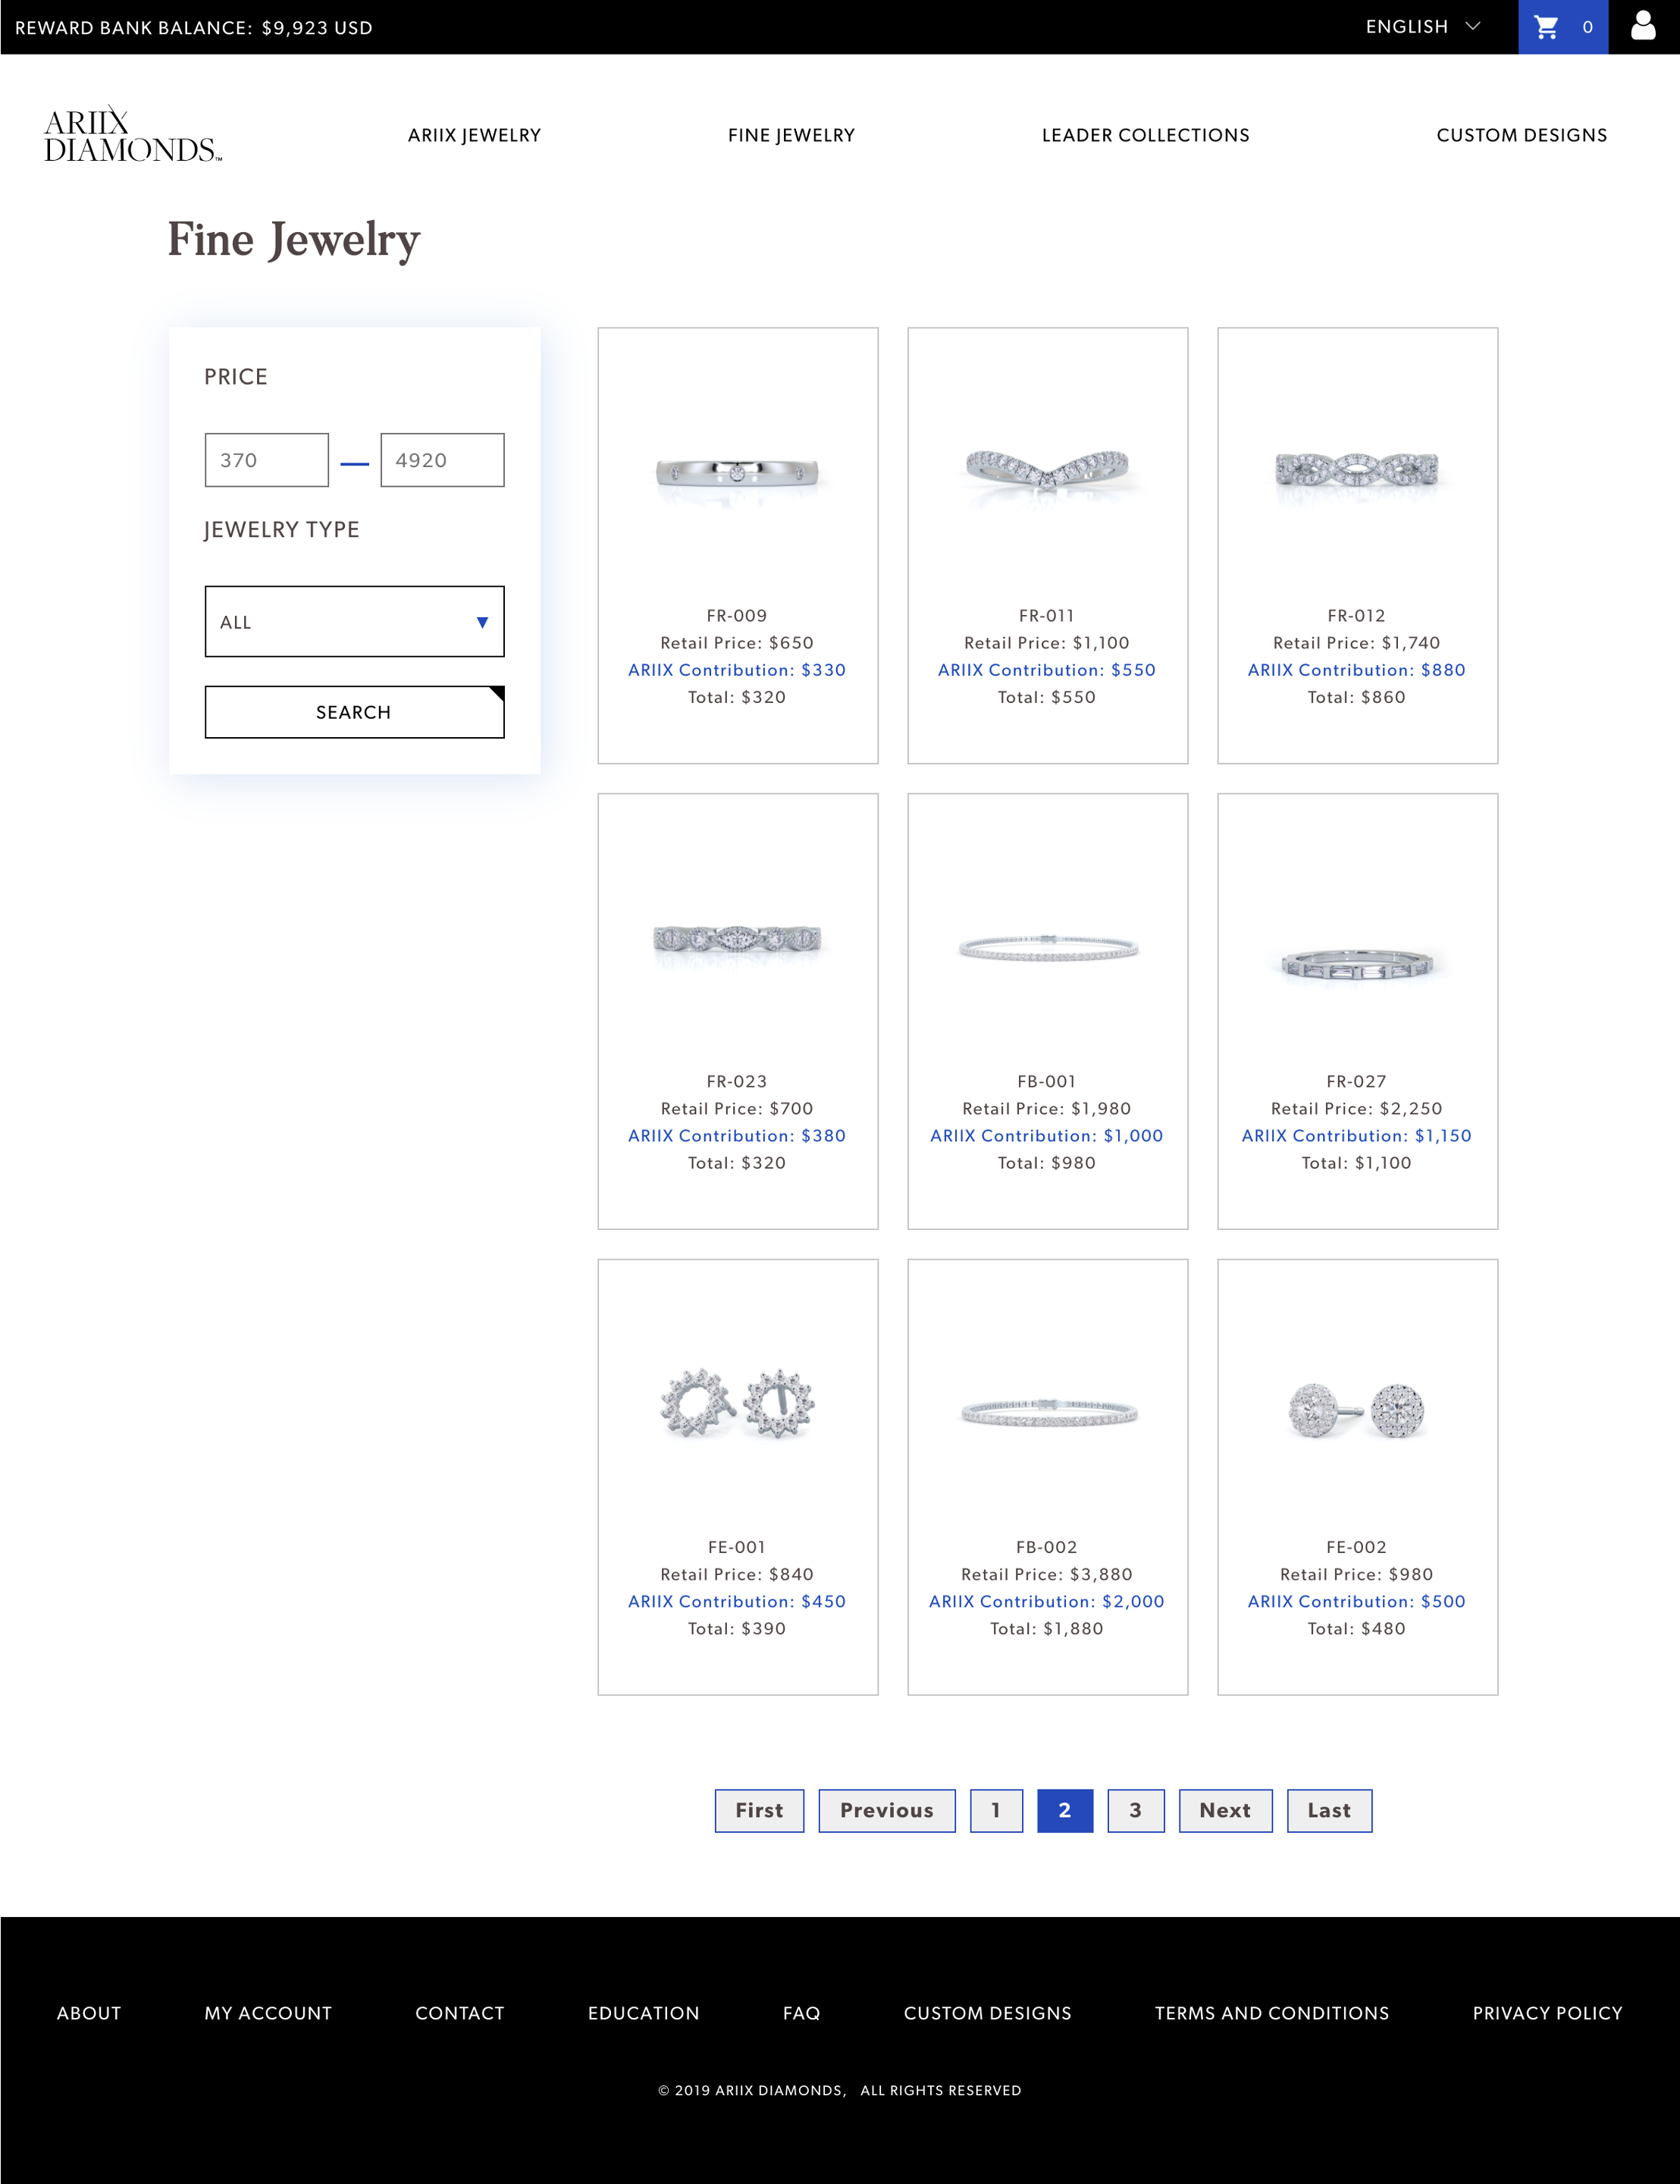 REWARD BANK BALANCE: $9,923 USD
ENGLISH
0
ARIIX
DIAMONDS™
ARIIX JEWELRY
FINE JEWELRY
LEADER COLLECTIONS
CUSTOM DESIGNS
Fine Jewelry
PRICE
370
4920
JEWELRY TYPE
ALL
SEARCH
FR-009
Retail Price: $650
ARIIX Contribution: $330
Total: $320
FR-011
Retail Price: $1,100
ARIIX Contribution: $550
Total: $550
FR-012
Retail Price: $1,740
ARIIX Contribution: $880
Total: $860
FR-023
Retail Price: $700
ARIIX Contribution: $380
Total: $320
FB-001
Retail Price: $1,980
ARIIX Contribution: $1,000
Total: $980
FR-027
Retail Price: $2,250
ARIIX Contribution: $1,150
Total: $1,100
FE-001
Retail Price: $840
ARIIX Contribution: $450
Total: $390
FB-002
Retail Price: $3,880
ARIIX Contribution: $2,000
Total: $1,880
FE-002
Retail Price: $980
ARIIX Contribution: $500
Total: $480
First
Previous
1
2
3
Next
Last
ABOUT
MY ACCOUNT
CONTACT
EDUCATION
FAQ
CUSTOM DESIGNS
TERMS AND CONDITIONS
PRIVACY POLICY
© 2019 ARIIX DIAMONDS, ALL RIGHTS RESERVED